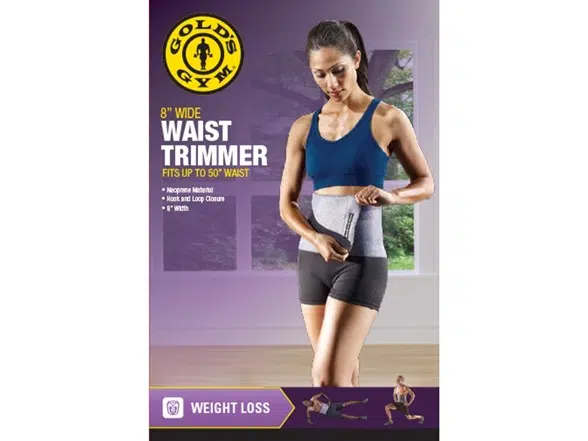 GOLD'S
GYM
8" WIDE
WAIST
TRIMMER
FITS UP TO 50" WAIST
• Neoprene Material
• Hook and Loop Closure
• 8" Width
WEIGHT LOSS